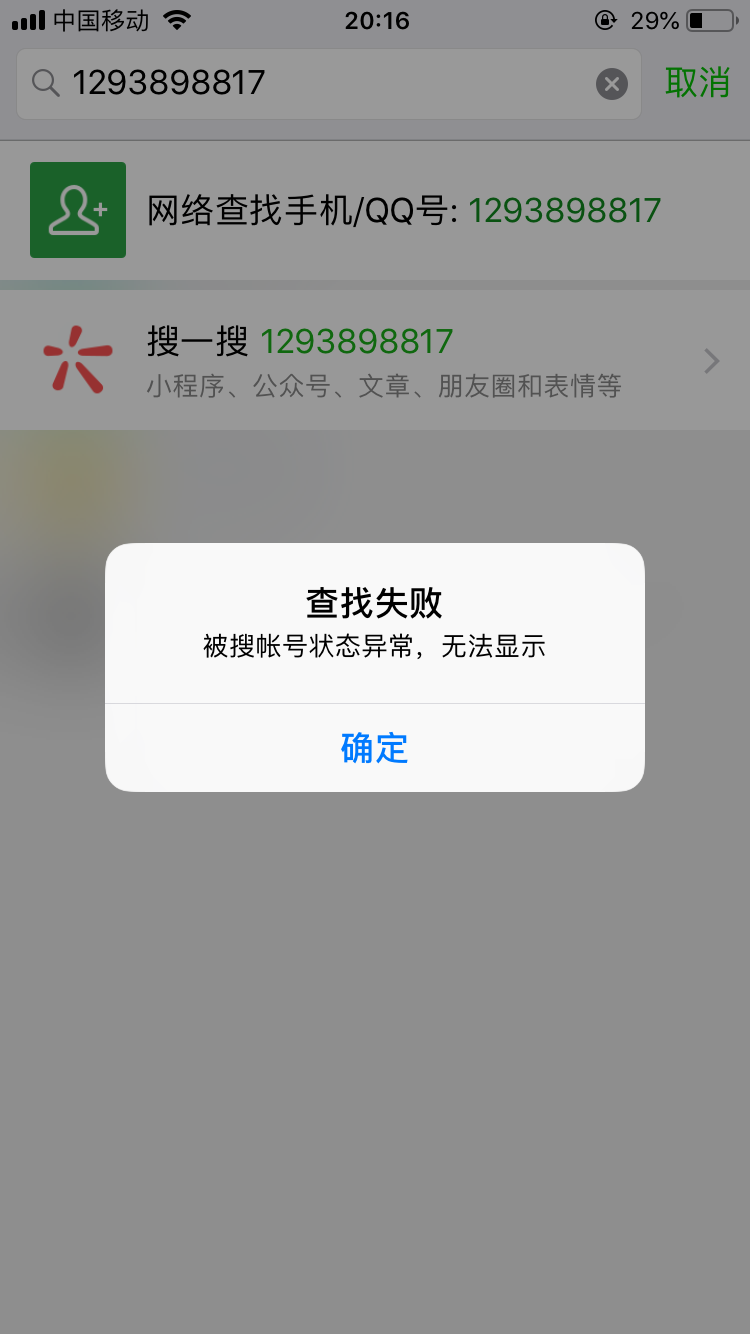 中国移动 20:16 29%
1293898817 取消
网络查找手机/QQ号: 1293898817
搜一搜 1293898817
小程序、公众号、文章、朋友圈和表情等
查找失败
被搜帐号状态异常，无法显示
确定